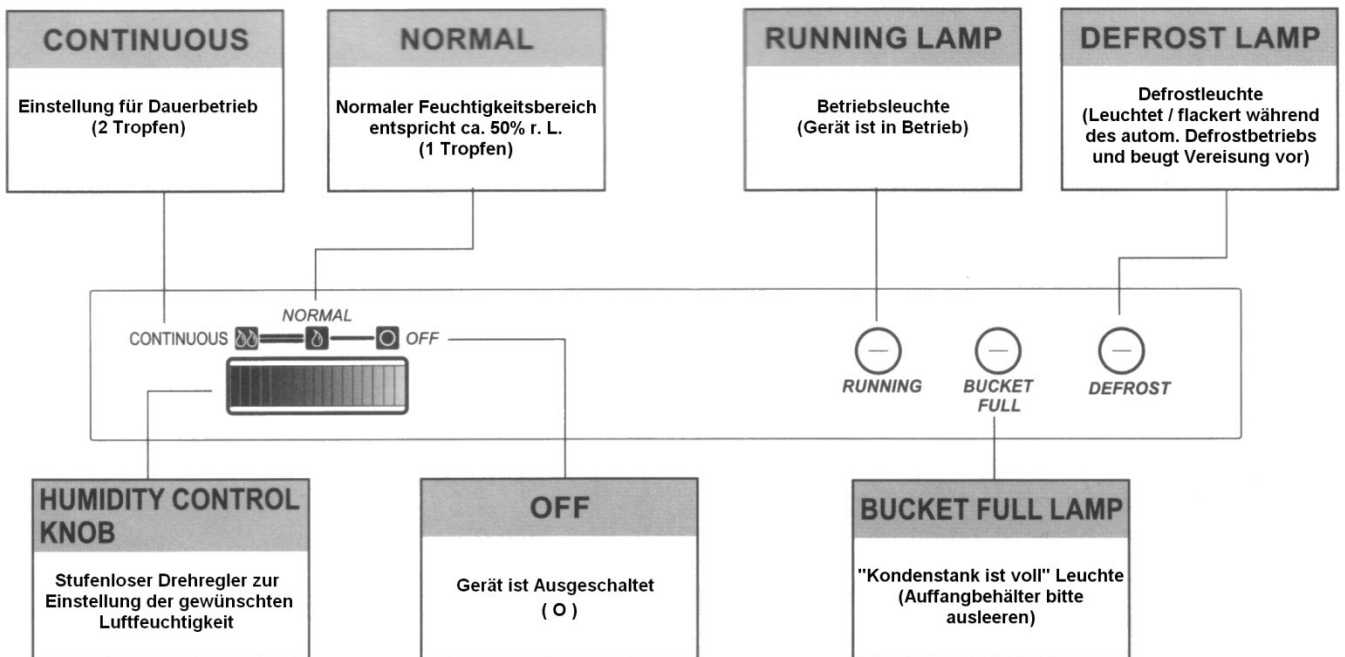 CONTINUOUS
Einstellung für Dauerbetrieb
(2 Tropfen)
NORMAL
Normaler Feuchtigkeitsbereich
entspricht ca. 50% r. L.
(1 Tropfen)
RUNNING LAMP
Betriebsleuchte
(Gerät ist in Betrieb)
DEFROST LAMP
Defrostleuchte
(Leuchtet / flackert während
des autom. Defrostbetriebs
und beugt Vereisung vor)
NORMAL
CONTINUOUS OFF
RUNNING
BUCKET
FULL
DEFROST
HUMIDITY CONTROL
KNOB
Stufenloser Drehregler zur
Einstellung der gewünschten
Luftfeuchtigkeit
OFF
Gerät ist Ausgeschaltet
( O )
BUCKET FULL LAMP
"Kondenstank ist voll" Leuchte
(Auffangbehälter bitte
ausleeren)